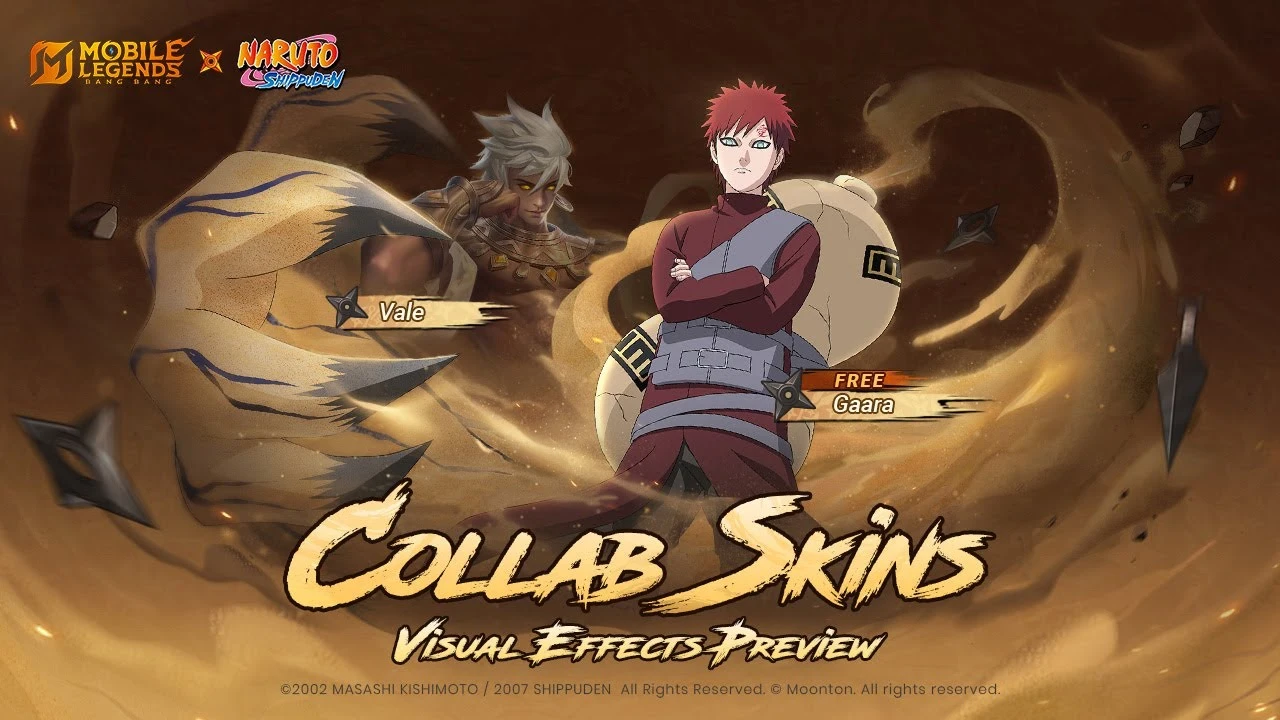 MOBILE LEGENDS BANG BANG
NARUTO SHIPPUDEN
Vale
FREE
Gaara
COLLAB SKINS
VISUAL EFFECTS PREVIEW
©2002 MASASHI KISHIMOTO / 2007 SHIPPUDEN All Rights Reserved. © Moonton. All rights reserved.